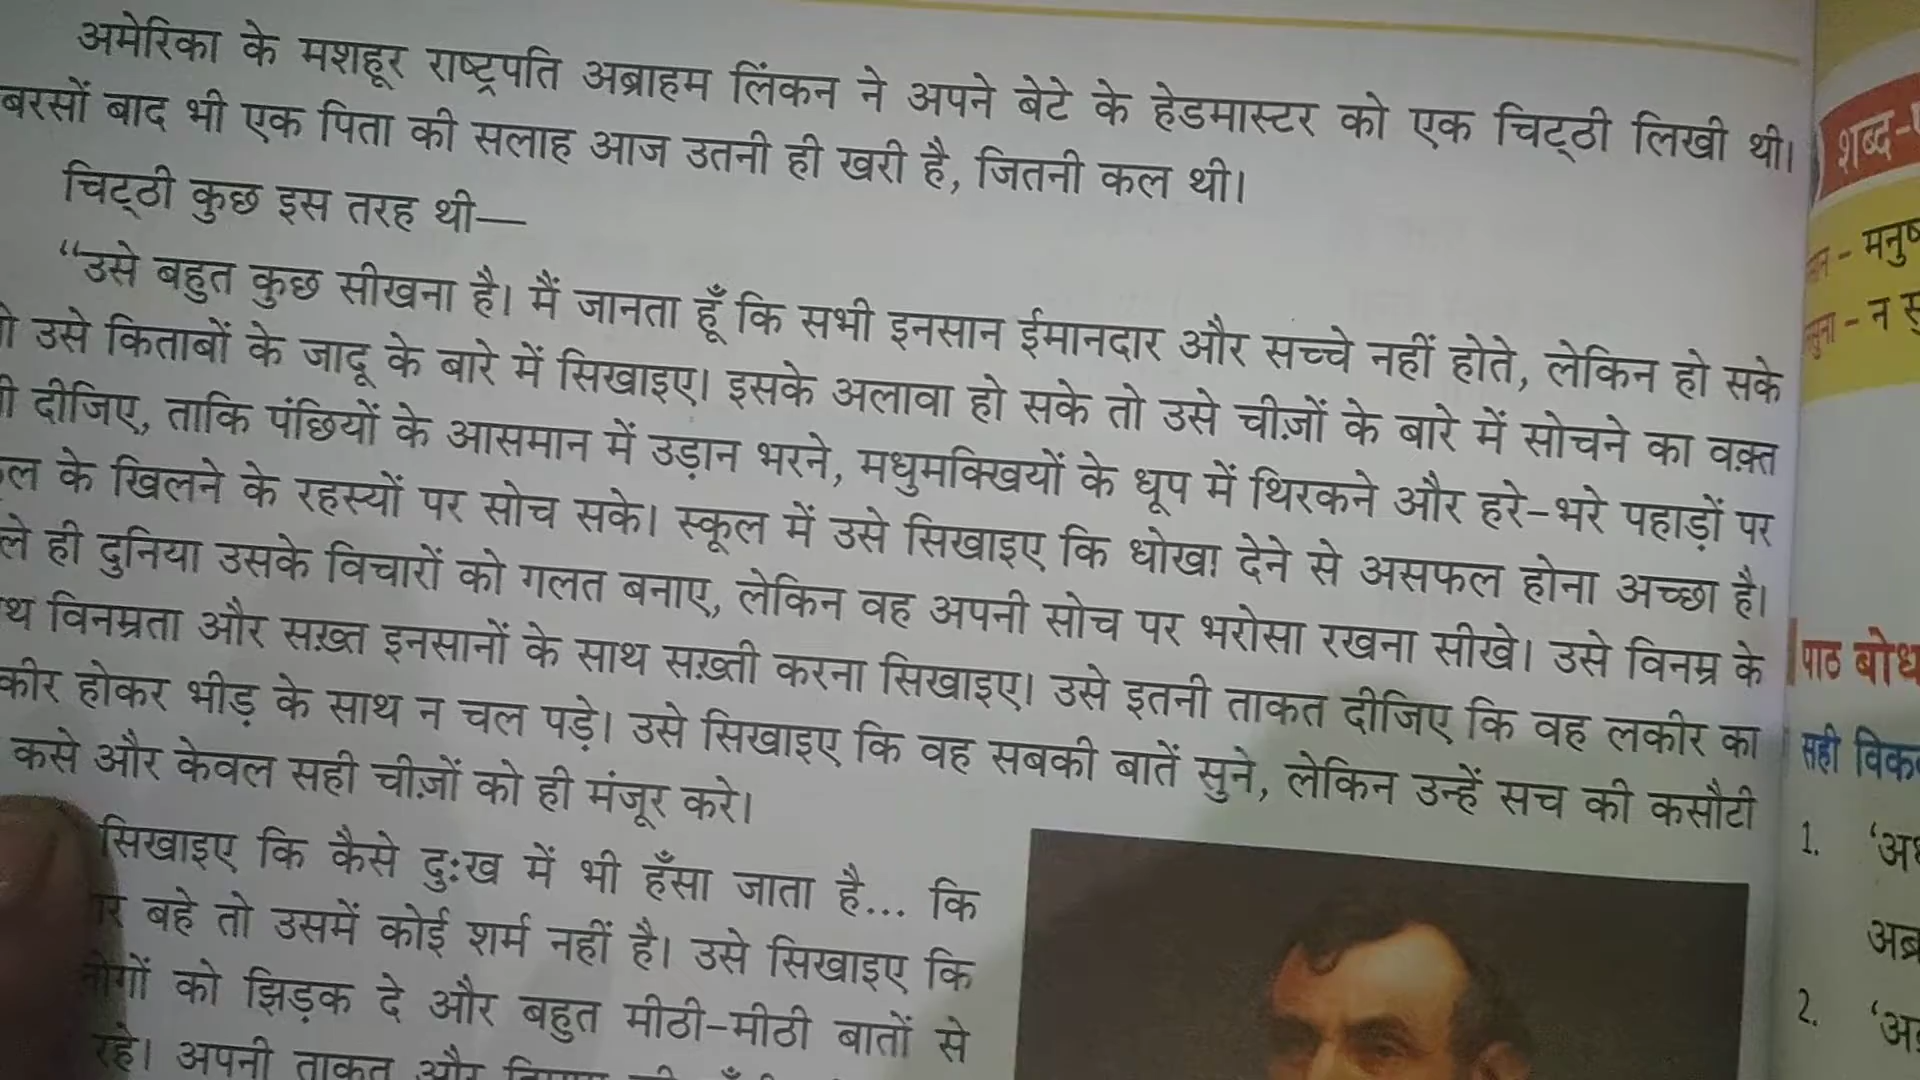 अमेरिका के मशहूर राष्ट्रपति अब्राहम लिंकन ने अपने बेटे के हेडमास्टर को एक चिट्ठी लिखी थी।
बरसों बाद भी एक पिता की सलाह आज उतनी ही खरी है, जितनी कल थी।
चिट्ठी कुछ इस तरह थी—
“उसे बहुत कुछ सीखना है। मैं जानता हूँ कि सभी इनसान ईमानदार और सच्चे नहीं होते, लेकिन हो सके
उसे किताबों के जादू के बारे में सिखाइए। इसके अलावा हो सके तो उसे चीज़ों के बारे में सोचने का वक़्त
दीजिए, ताकि पंछियों के आसमान में उड़ान भरने, मधुमक्खियों के धूप में थिरकने और हरे-भरे पहाड़ों पर
के खिलने के रहस्यों पर सोच सके। स्कूल में उसे सिखाइए कि धोखा देने से असफल होना अच्छा है।
ही दुनिया उसके विचारों को गलत बनाए, लेकिन वह अपनी सोच पर भरोसा रखना सीखे। उसे विनम्र के
विनम्रता और सख़्त इनसानों के साथ सख़्ती करना सिखाइए। उसे इतनी ताकत दीजिए कि वह लकीर का
होकर भीड़ के साथ न चल पड़े। उसे सिखाइए कि वह सबकी बातें सुने, लेकिन उन्हें सच की कसौटी
कसे और केवल सही चीज़ों को ही मंजूर करे।
सिखाइए कि कैसे दुःख में भी हँसा जाता है... कि
बहे तो उसमें कोई शर्म नहीं है। उसे सिखाइए कि
को झिड़क दे और बहुत मीठी-मीठी बातों से
रहे। अपनी ताकत और
शब्द-
न
पाठ बोध
सही
1.
2.